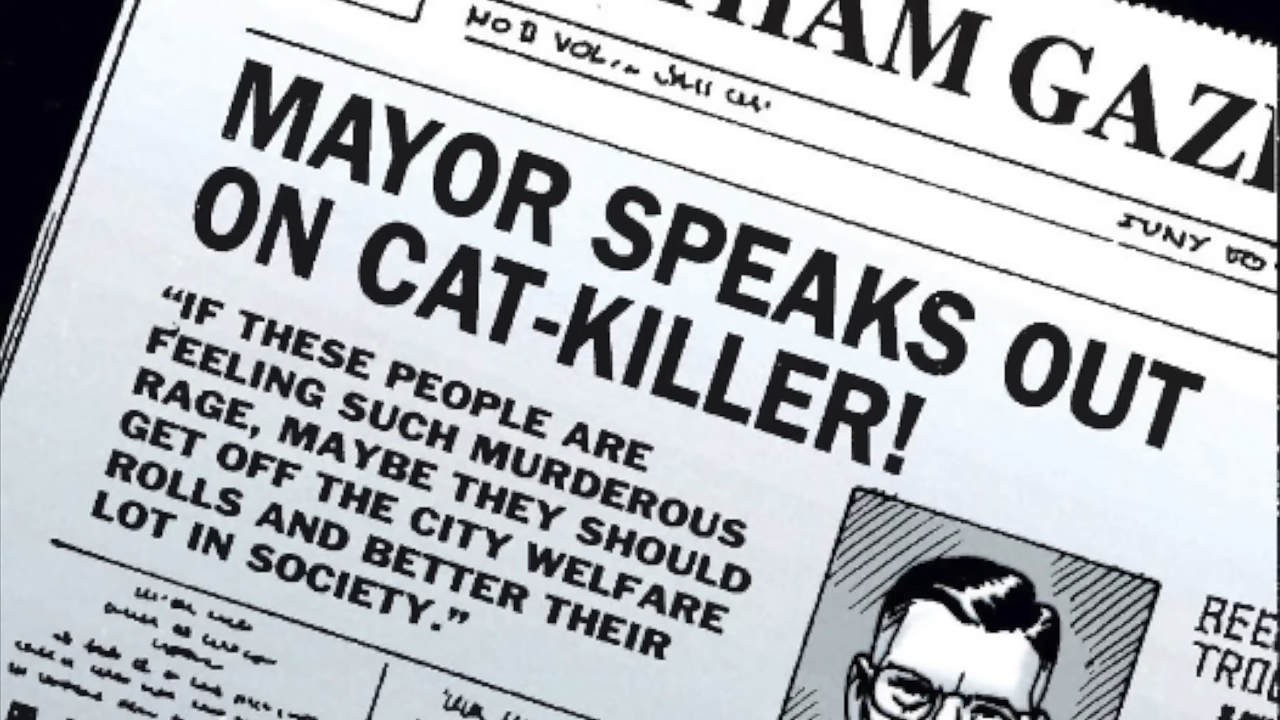 HAM GAZ
MAYOR SPEAKS OUT
ON CAT-KILLER!
“IF THESE PEOPLE ARE
FEELING SUCH MURDEROUS
RAGE, MAYBE THEY SHOULD
GET OFF THE CITY WELFARE
ROLLS AND BETTER THEIR
LOT IN SOCIETY.”